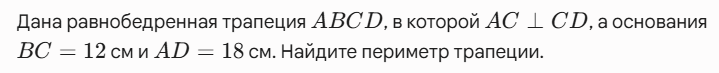 Дана равнобедренная трапеция ABCD, в которой AC ⊥ CD, а основания
BC = 12 см и AD = 18 см. Найдите периметр трапеции.